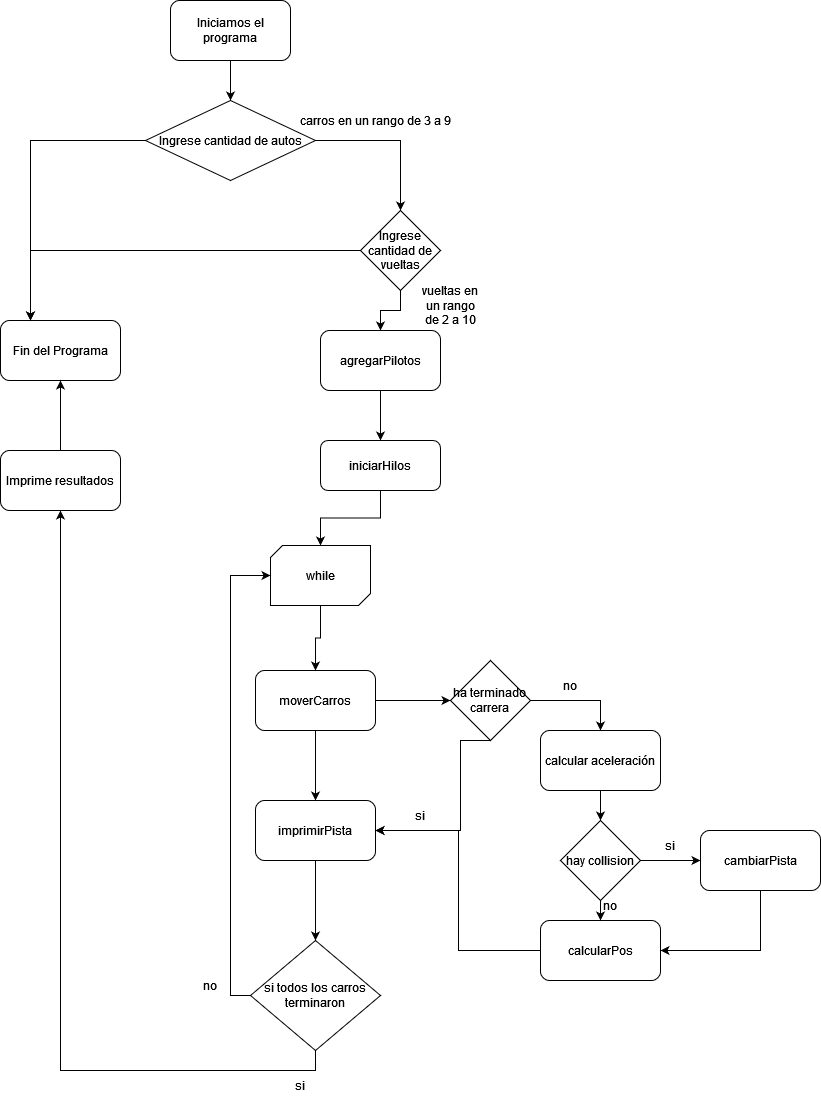 Iniciamos el
programa
carros en un rango de 3 a 9
Ingrese cantidad de autos
Ingrese
cantidad de
vueltas
vueltas en
un rango
de 2 a 10
Fin del Programa
agregarPilotos
iniciarHilos
Imprime resultados
while
moverCarros
ha terminado
carrera
no
calcular aceleración
si
imprimirPista
hay collision
si
cambiarPista
no
calcularPos
no
si todos los carros
terminaron
si